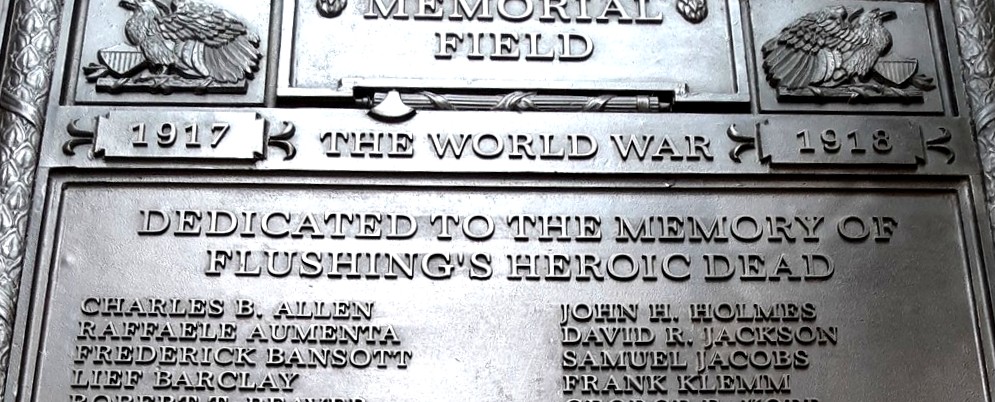 MEMORIAL
FIELD
1917 THE WORLD WAR 1918
DEDICATED TO THE MEMORY OF
FLUSHING'S HEROIC DEAD
CHARLES B. ALLEN
RAFFAELE AUMENTA
FREDERICK BANSOTT
LIEF BARCLAY
ROBERT T.
JOHN H. HOLMES
DAVID R. JACKSON
SAMUEL JACOBS
FRANK KLEMM